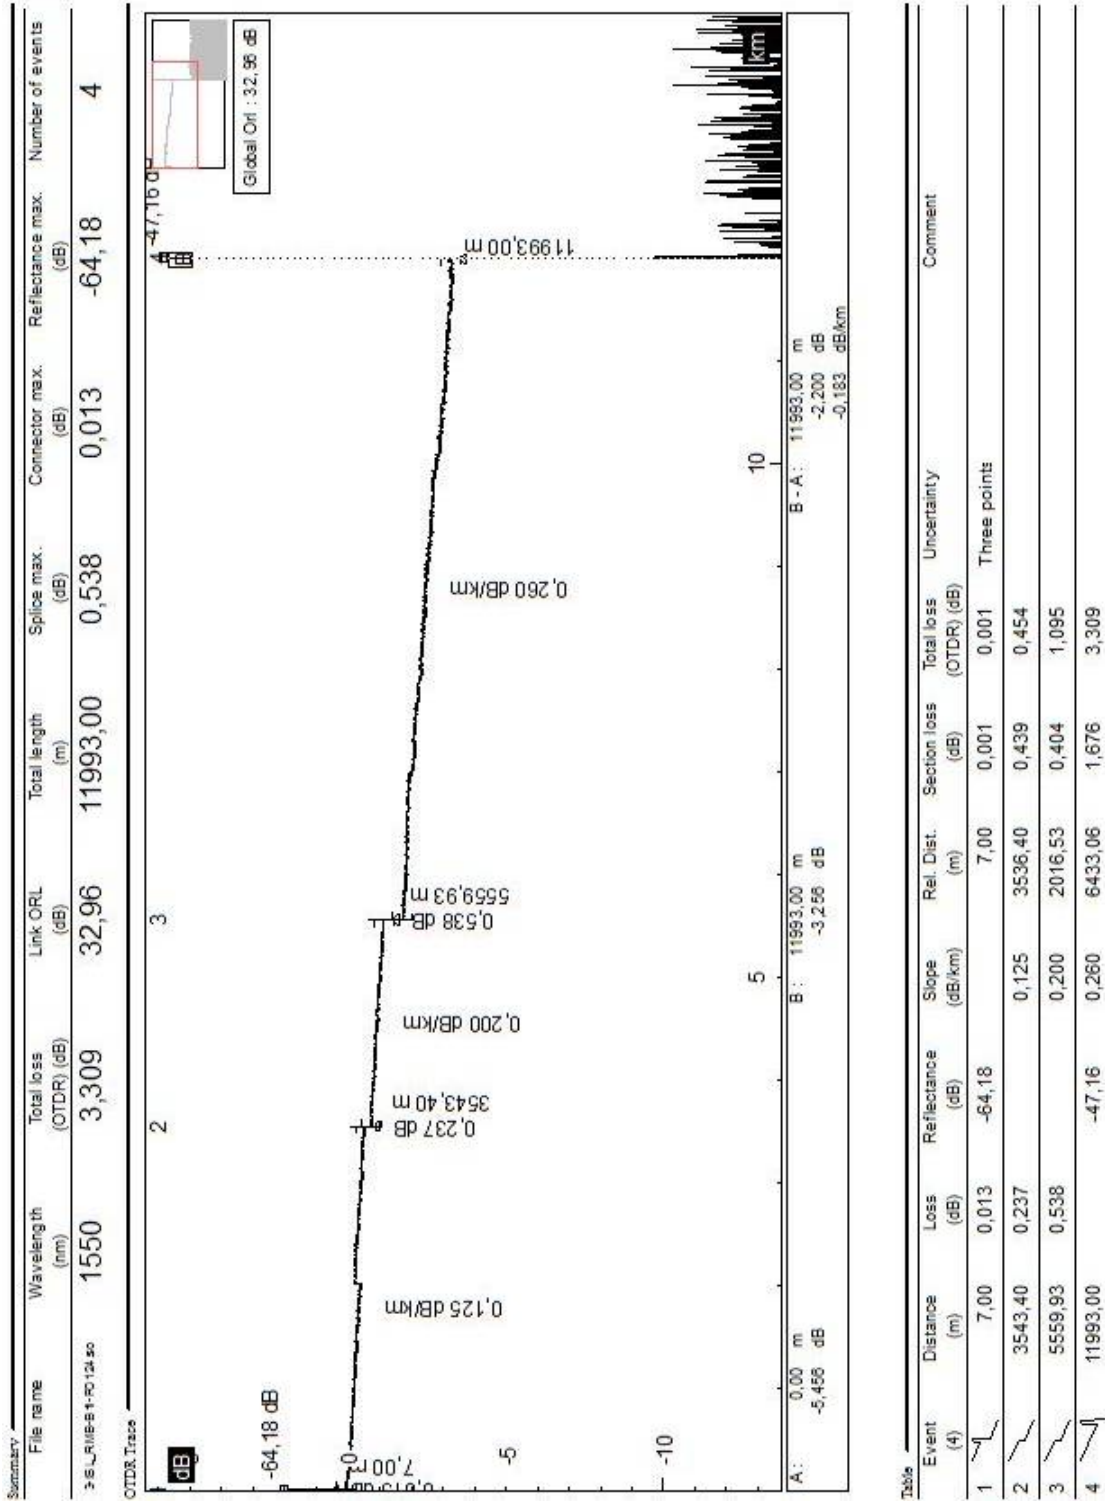 Summary
File name Wavelength (nm) Total loss (OTDR) (dB) Link ORL (dB) Total length (m) Splice max. (dB) Connector max. (dB) Reflectance max. (dB) Number of events
1550 3,309 32,96 11993,00 0,538 0,013 -64,18 4
OTDR Trace
dB
-64,18 dB
-47,16 d
Global Orl : 32,96 dB
2
3
4
0
7,00 m
0,125 dB/km
0,237 dB
3543,40 m
0,200 dB/km
0,538 dB
5559,93 m
0,260 dB/km
11993,00 m
-5
-10
5
10
km
A : 0.00 m B : 11993,00 m B - A : 11993,00 m
-5,456 dB -3,256 dB -2,200 dB
-0,183 dB/km
Table
Event Distance Loss Reflectance Slope Rel. Dist. Section loss Total loss Uncertainty Comment
(4) (m) (dB) (dB) (dB/km) (m) (dB) (OTDR) (dB)
1 7,00 0,013 -64,18 7,00 0,001 0,001 Three points
2 3543,40 0,237 0,125 3536,40 0,439 0,454
3 5559,93 0,538 0,200 2016,53 0,404 1,095
4 11993,00 -47,16 0,260 6433,06 1,676 3,309